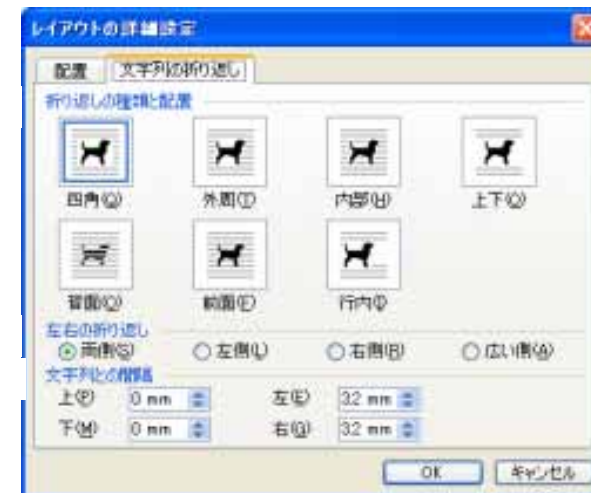 レイアウトの詳細設定
配置 文字列の折り返し
折り返しの種類と配置
四角(Q) 外周(T) 内部(H) 上下(O)
背面(Q) 前面(F) 行内(I)
左右の折り返し
両側(S) 左側(L) 右側(R) 広い側(A)
文字列との間隔
上(P) 0 mm 左(E) 3.2 mm
下(M) 0 mm 右(G) 3.2 mm
OK キャンセル